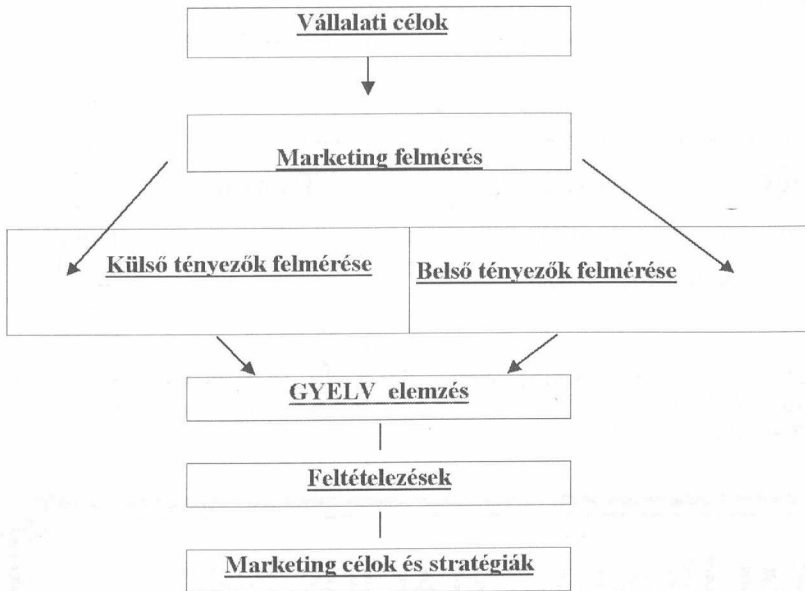 Vállalati célok
Marketing felmérés
Külső tényezők felmérése
Belső tényezők felmérése
GYELV elemzés
Feltételezések
Marketing célok és stratégiák